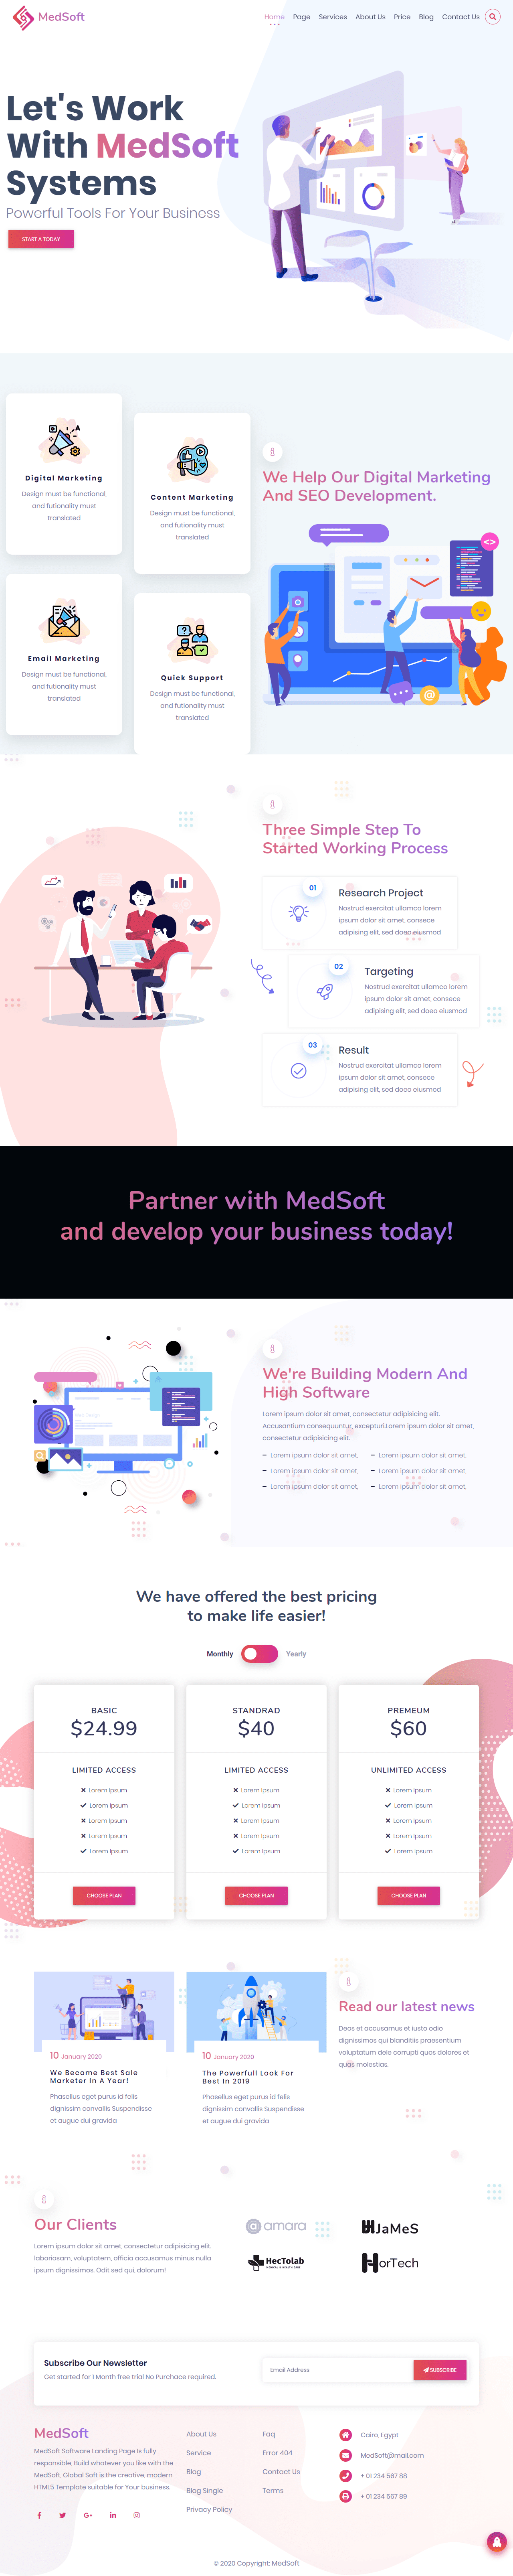 MedSoft
Home Page Services About Us Price Blog Contact Us
Let's Work
With MedSoft
Systems
Powerful Tools For Your Business
START A TODAY
Digital Marketing
Design must be functional,
and futionality must
translated
Content Marketing
Design must be functional,
and futionality must
translated
Email Marketing
Design must be functional,
and futionality must
translated
Quick Support
Design must be functional,
and futionality must
translated
We Help Our Digital Marketing
And SEO Development.
Three Simple Step To
Started Working Process
01
Research Project
Nostrud exercitat ullamco lorem
ipsum dolor sit amet, consece
adipising elit, sed doeo eiusmod
02
Targeting
Nostrud exercitat ullamco lorem
ipsum dolor sit amet, consece
adipising elit, sed doeo eiusmod
03
Result
Nostrud exercitat ullamco lorem
ipsum dolor sit amet, consece
adipising elit, sed doeo eiusmod
Partner with MedSoft
and develop your business today!
We're Building Modern And
High Software
Lorem ipsum dolor sit amet, consectetur adipisicing elit.
Accusantium consequuntur, excepturi.Lorem ipsum dolor sit amet,
consectetur adipisicing elit.
Lorem ipsum dolor sit amet,
Lorem ipsum dolor sit amet,
Lorem ipsum dolor sit amet,
Lorem ipsum dolor sit amet,
Lorem ipsum dolor sit amet,
Lorem ipsum dolor sit amet,
We have offered the best pricing
to make life easier!
Monthly Yearly
BASIC
$24.99
LIMITED ACCESS
Lorem Ipsum
Lorem Ipsum
Lorem Ipsum
Lorem Ipsum
Lorem Ipsum
CHOOSE PLAN
STANDRAD
$40
LIMITED ACCESS
Lorem Ipsum
Lorem Ipsum
Lorem Ipsum
Lorem Ipsum
Lorem Ipsum
CHOOSE PLAN
PREMEUM
$60
UNLIMITED ACCESS
Lorem Ipsum
Lorem Ipsum
Lorem Ipsum
Lorem Ipsum
Lorem Ipsum
CHOOSE PLAN
10 January 2020
We Become Best Sale
Marketer In A Year!
Phasellus eget purus id felis
dignissim convallis Suspendisse
et augue dui gravida
10 January 2020
The Powerfull Look For
Best In 2019
Phasellus eget purus id felis
dignissim convallis Suspendisse
et augue dui gravida
Read our latest news
Deos et accusamus et iusto odio
dignissimos qui blanditiis praesentium
voluptatum dele corrupti quos dolores et
quas molestias.
Our Clients
Lorem ipsum dolor sit amet, consectetur adipisicing elit.
laboriosam, voluptatem, officia accusamus minus nulla
ipsum dignissimos. Odit sed qui, dolorum!
amara
JaMeS
HecTolab
HorTech
Subscribe Our Newsletter
Get started for 1 Month free trial No Purchace required.
Email Address
SUBSCRIBE
MedSoft
MedSoft Software Landing Page Is fully
responsible, Build whatever you like with the
MedSoft, Global Soft is the creative, modern
HTML5 Template suitable for Your business.
About Us
Service
Blog
Blog Single
Privacy Policy
Faq
Error 404
Contact Us
Terms
Cairo, Egypt
MedSoft@mail.com
+ 01 234 567 88
+ 01 234 567 89
© 2020 Copyright: MedSoft